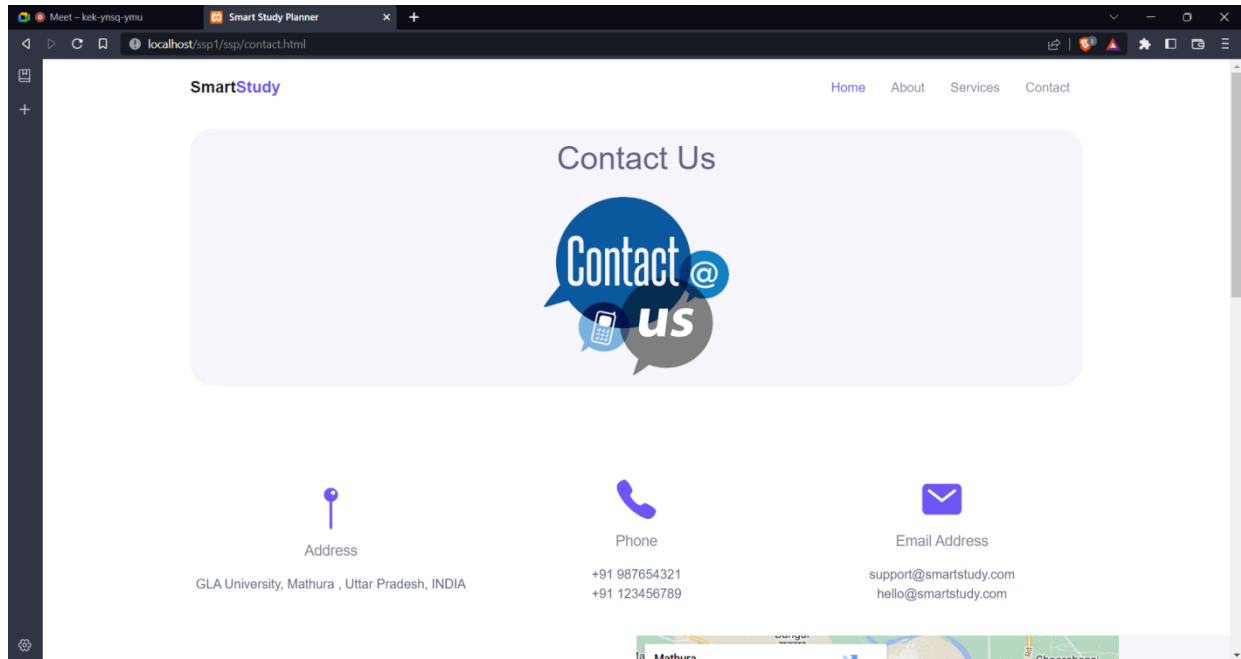 Meet – kek-ynsq-ymu
Smart Study Planner
localhost/ssp1/ssp/contact.html
SmartStudy
Home About Services Contact
Contact Us
Contact @
us
Address
GLA University, Mathura , Uttar Pradesh, INDIA
Phone
+91 987654321
+91 123456789
Email Address
support@smartstudy.com
hello@smartstudy.com
Mathura
Rd